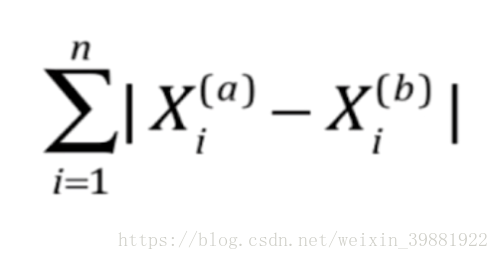 n
∑ | X_i^(a) − X_i^(b) |
i=1
https://blog.csdn.net/weixin_39881922